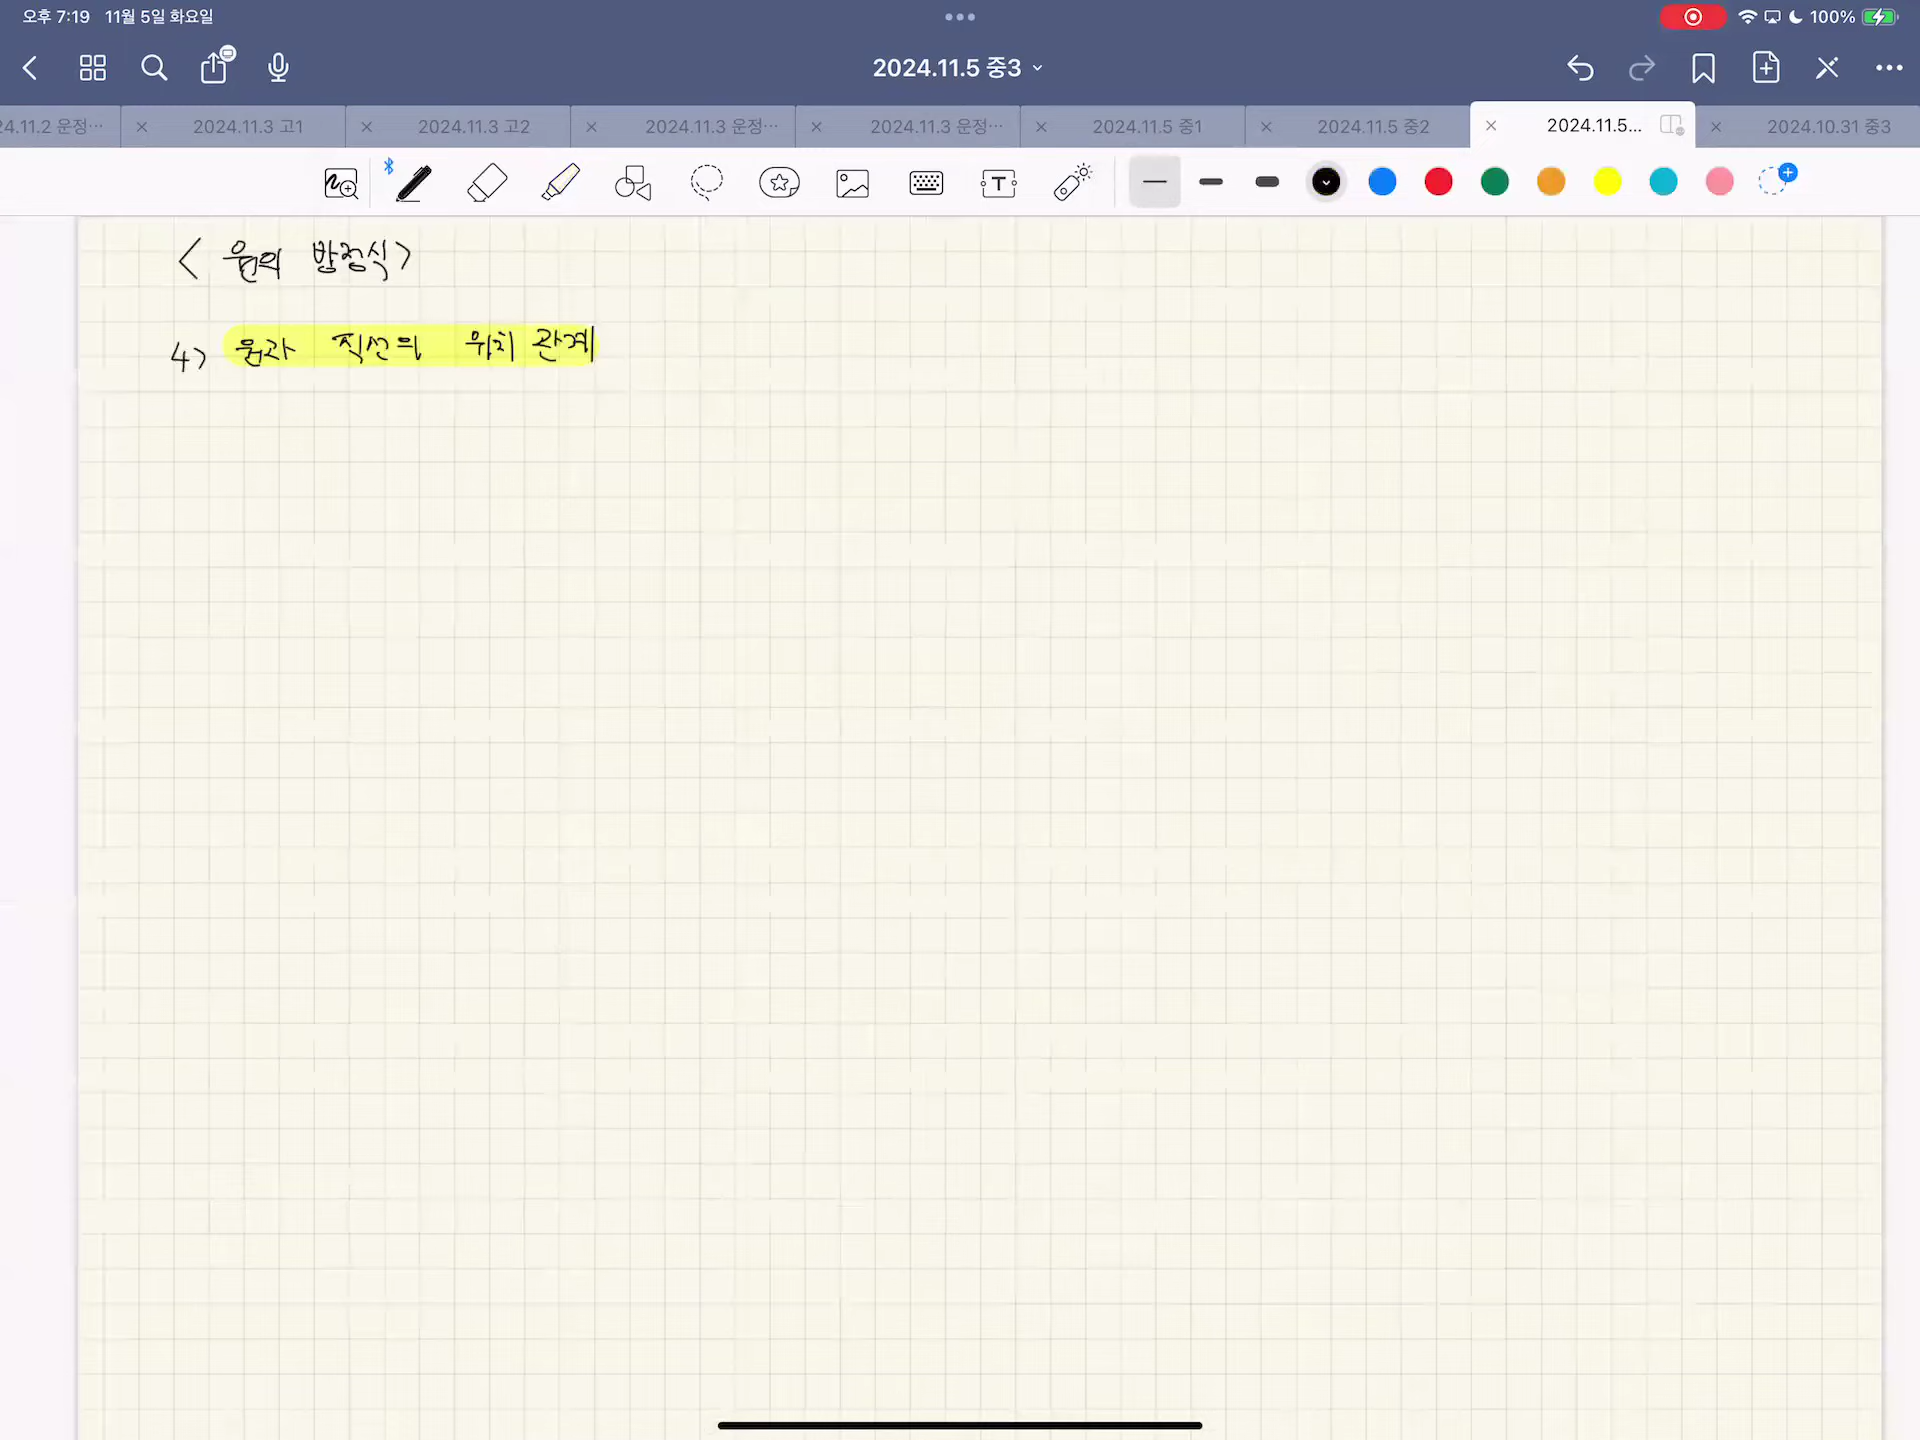 오후 7:19 11월 5일 화요일
100%
2024.11.5 중3
24.11.2 운정…
2024.11.3 고1
2024.11.3 고2
2024.11.3 운정…
2024.11.3 운정…
2024.11.5 중1
2024.11.5 중2
2024.11.5...
2024.10.31 중3
T
< 원의 방정식>
4) 원과 직선의 위치 관계